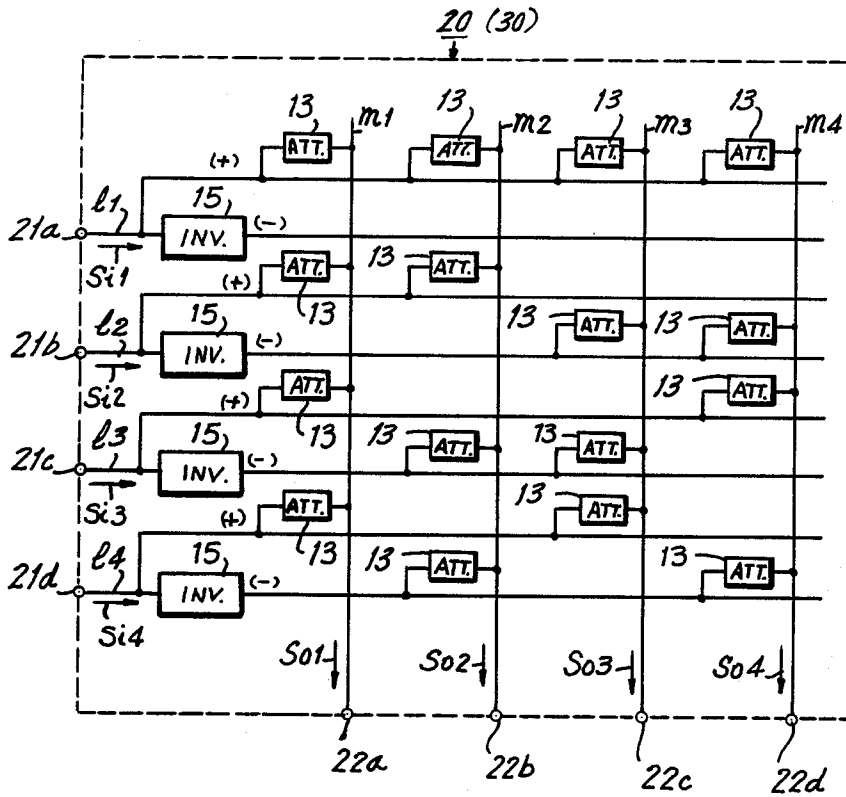 20 (30)
13 m1 13 m2 13 m3 13 m4
ATT. ATT. ATT. ATT.
(+)
l1 15 (-)
21a INV.
Si1 ATT. 13 ATT.
(+) 13
l2 15 (-) 13 ATT. 13 ATT.
21b INV.
Si2 ATT. 13 ATT.
(+) 13
l3 15 (-) 13 ATT. 13 ATT.
21c INV.
Si3 ATT. 13 ATT.
(+) 13
l4 15 (-) 13 ATT. 13 ATT.
21d INV.
Si4
So1 So2 So3 So4
22a 22b 22c 22d